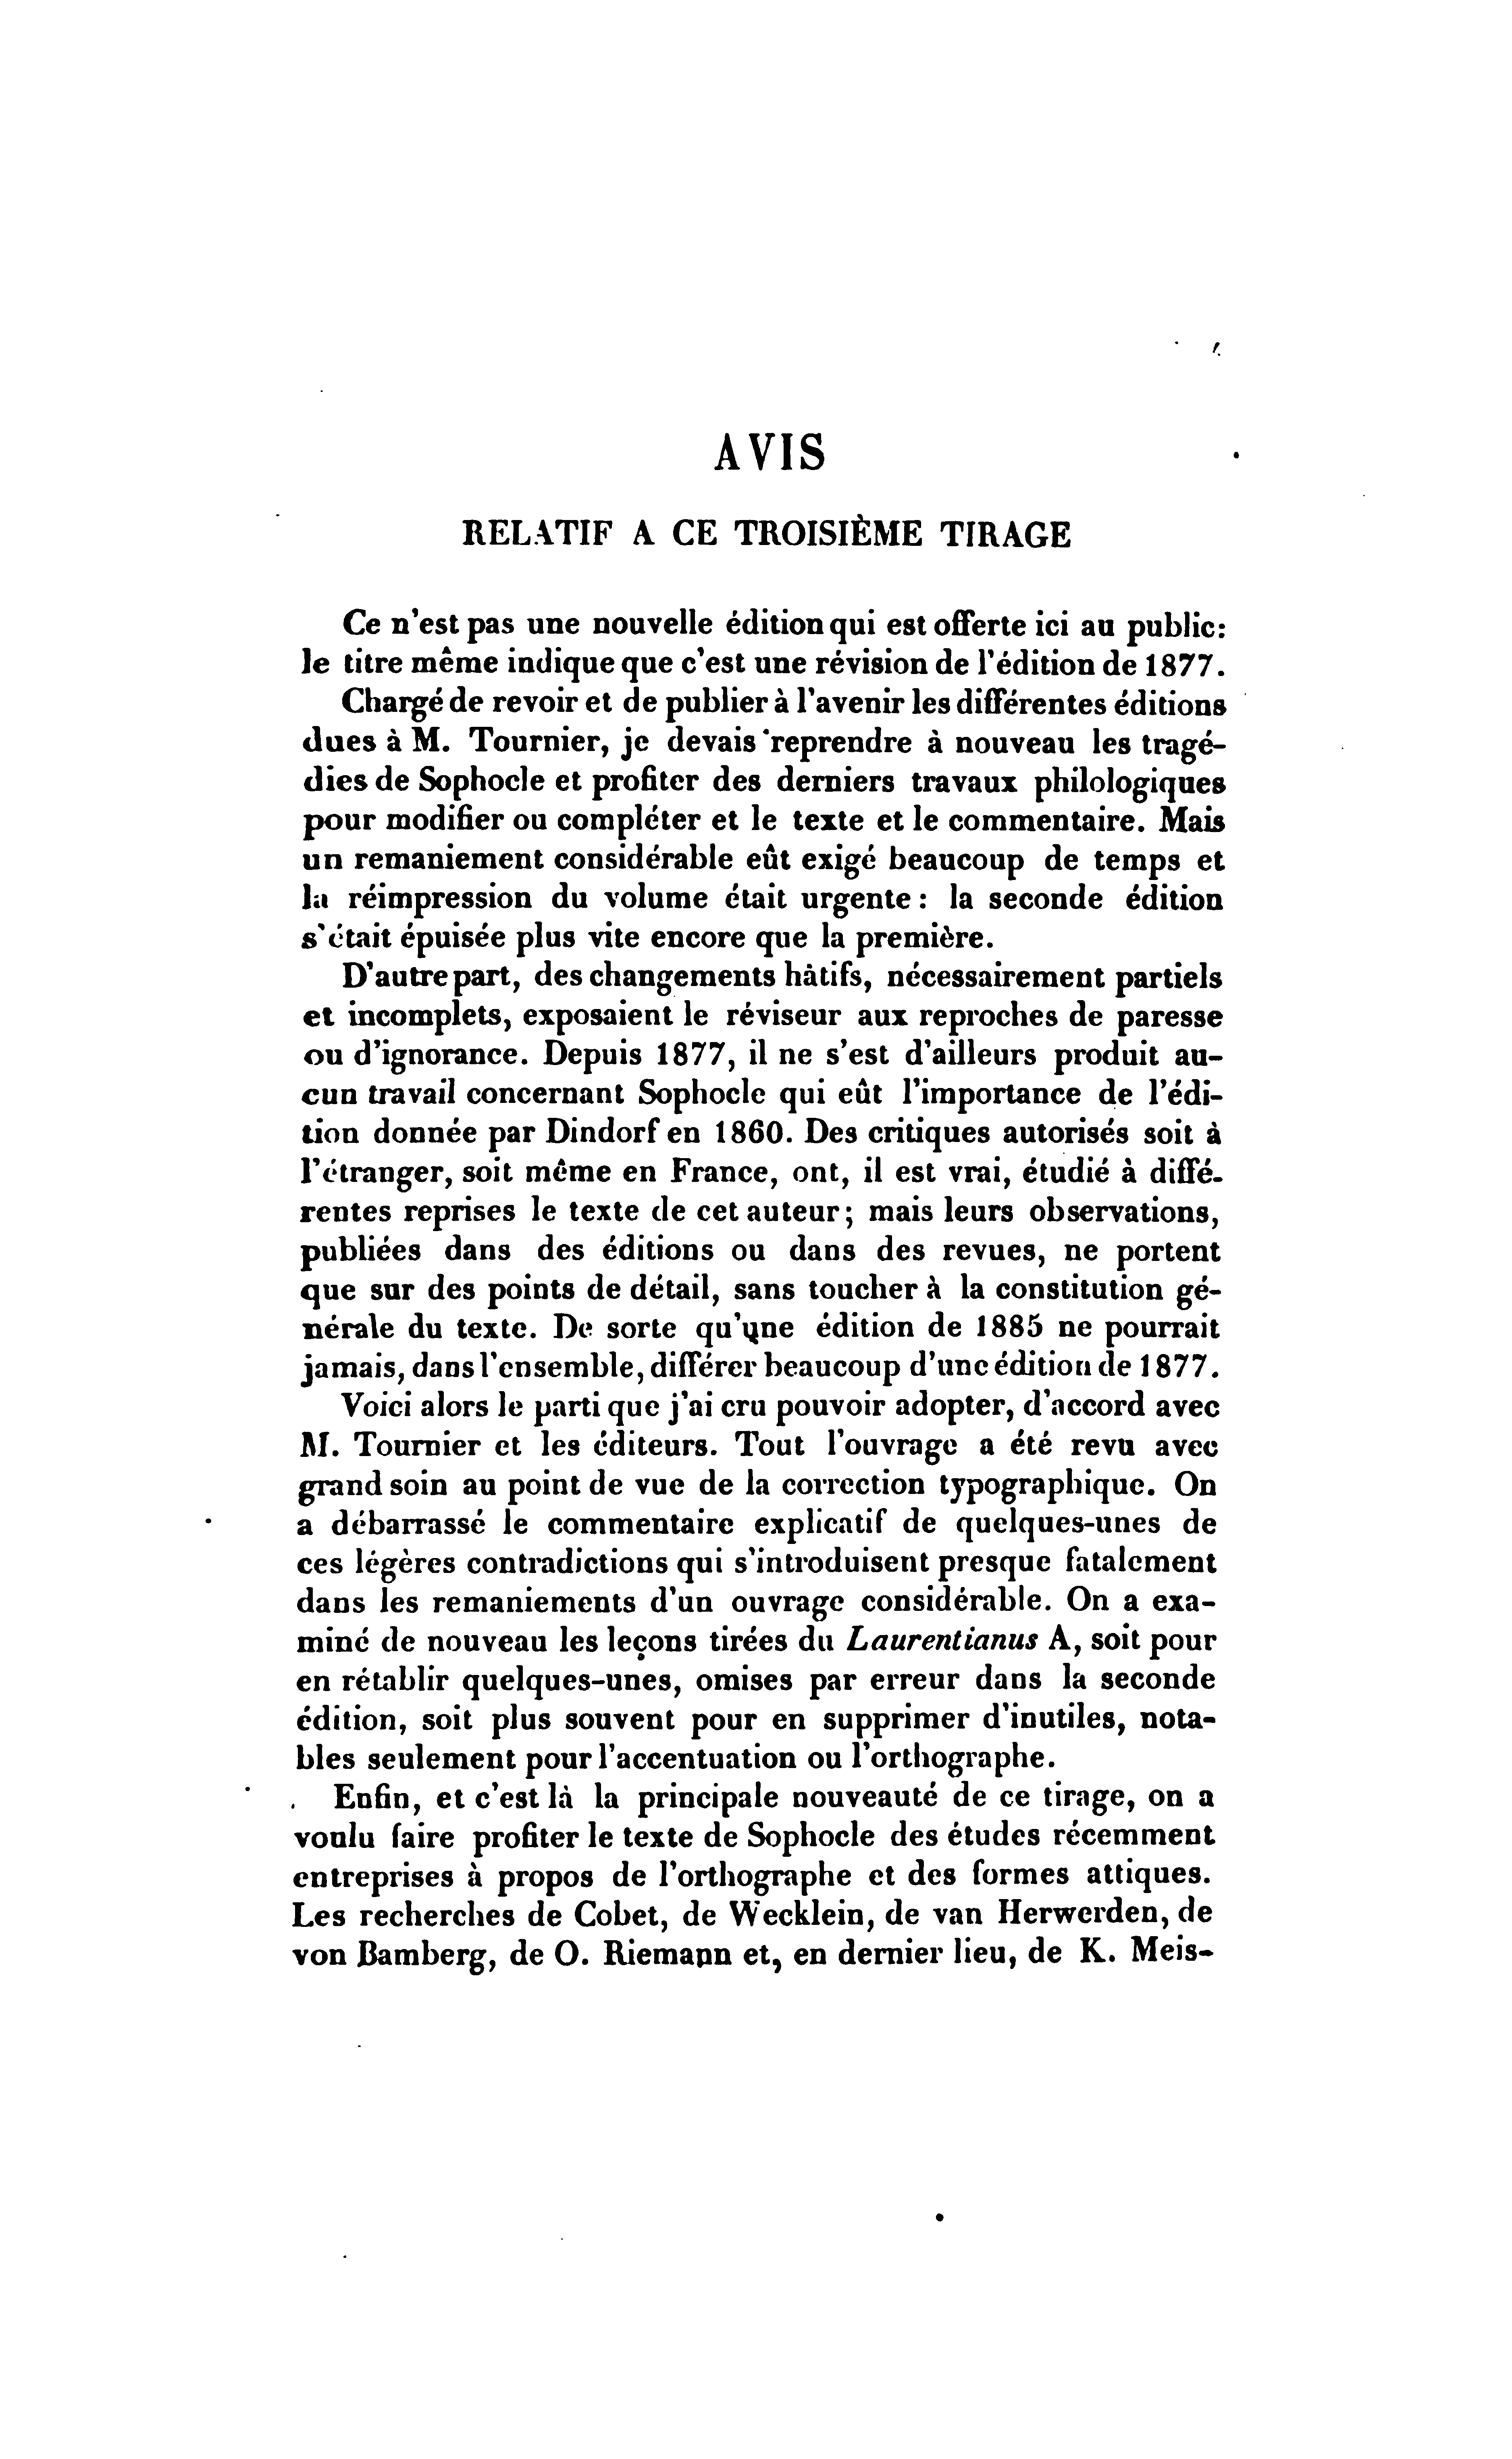 AVIS
RELATIF A CE TROISIÈME TIRAGE
Ce n'est pas une nouvelle édition qui est offerte ici au public:
le titre même indique que c'est une révision de l'édition de 1877.
Chargé de revoir et de publier à l'avenir les différentes éditions
dues à M. Tournier, je devais reprendre à nouveau les tragé-
dies de Sophocle et profiter des derniers travaux philologiques
pour modifier ou compléter et le texte et le commentaire. Mais
un remaniement considérable eût exigé beaucoup de temps et
la réimpression du volume était urgente : la seconde édition
s'était épuisée plus vite encore que la première.
D'autre part, des changements hâtifs, nécessairement partiels
et incomplets, exposaient le réviseur aux reproches de paresse
ou d'ignorance. Depuis 1877, il ne s'est d'ailleurs produit au-
cun travail concernant Sophocle qui eût l'importance de l'édi-
tion donnée par Dindorf en 1860. Des critiques autorisés soit à
l'étranger, soit même en France, ont, il est vrai, étudié à diffé-
rentes reprises le texte de cet auteur; mais leurs observations,
publiées dans des éditions ou dans des revues, ne portent
que sur des points de détail, sans toucher à la constitution gé-
nérale du texte. De sorte qu'une édition de 1885 ne pourrait
jamais, dans l'ensemble, différer beaucoup d'une édition de 1877.
Voici alors le parti que j'ai cru pouvoir adopter, d'accord avec
M. Tournier et les éditeurs. Tout l'ouvrage a été revu avec
grand soin au point de vue de la correction typographique. On
a débarrassé le commentaire explicatif de quelques-unes de
ces légères contradictions qui s'introduisent presque fatalement
dans les remaniements d'un ouvrage considérable. On a exa-
miné de nouveau les leçons tirées du Laurentianus A, soit pour
en rétablir quelques-unes, omises par erreur dans la seconde
édition, soit plus souvent pour en supprimer d'inutiles, nota-
bles seulement pour l'accentuation ou l'orthographe.
Enfin, et c'est là la principale nouveauté de ce tirage, on a
voulu faire profiter le texte de Sophocle des études récemment
entreprises à propos de l'orthographe et des formes attiques.
Les recherches de Cobet, de Wecklein, de van Herwerden, de
von Bamberg, de O. Riemann et, en dernier lieu, de K. Meis-